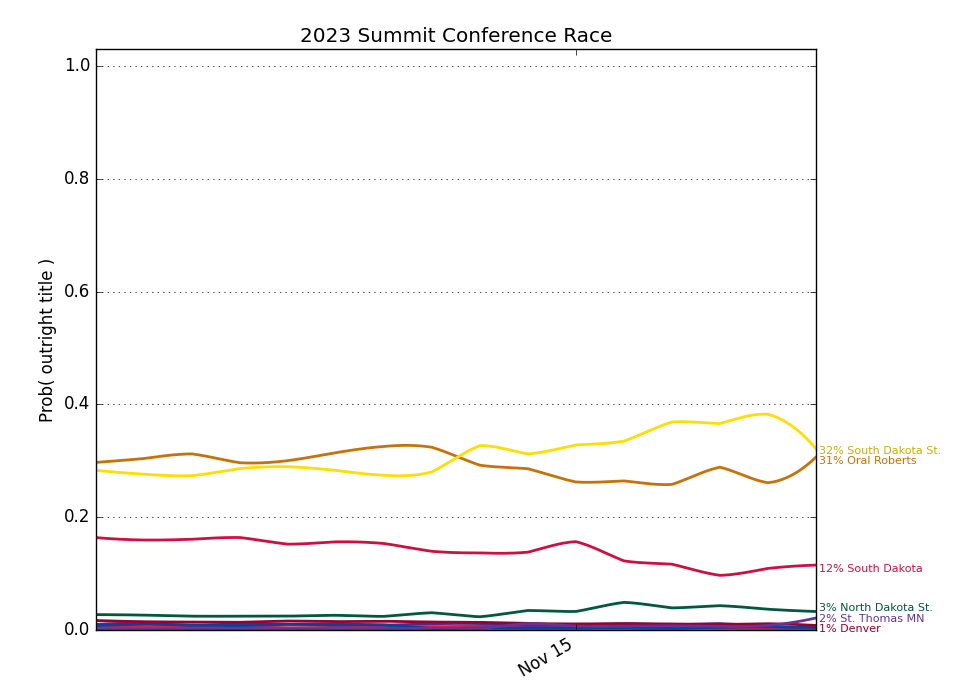 2023 Summit Conference Race
Prob( outright title )
1.0
0.8
0.6
0.4
0.2
0.0
32% South Dakota St.
31% Oral Roberts
12% South Dakota
3% North Dakota St.
2% St. Thomas MN
1% Denver
Nov 15